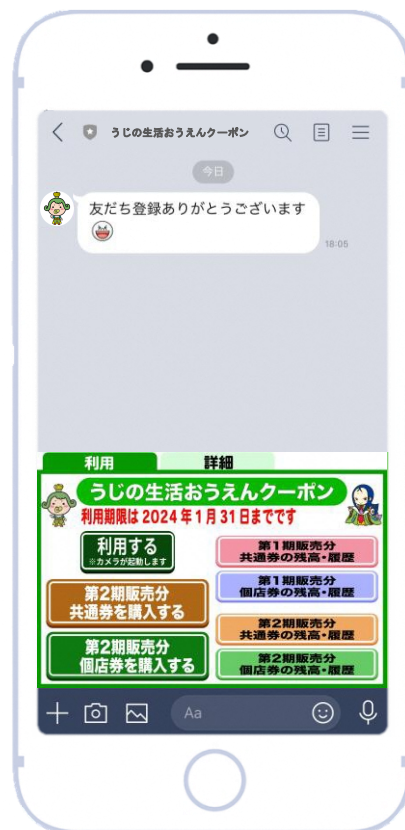 うじの生活おうえんクーポン
今日
友だち登録ありがとうございます
18:05
利用
詳細
うじの生活おうえんクーポン
利用期限は2024年1月31日までです
利用する
※カメラが起動します
第2期販売分
共通券を購入する
第2期販売分
個店券を購入する
第1期販売分
共通券の残高・履歴
第1期販売分
個店券の残高・履歴
第2期販売分
共通券の残高・履歴
第2期販売分
個店券の残高・履歴
Aa